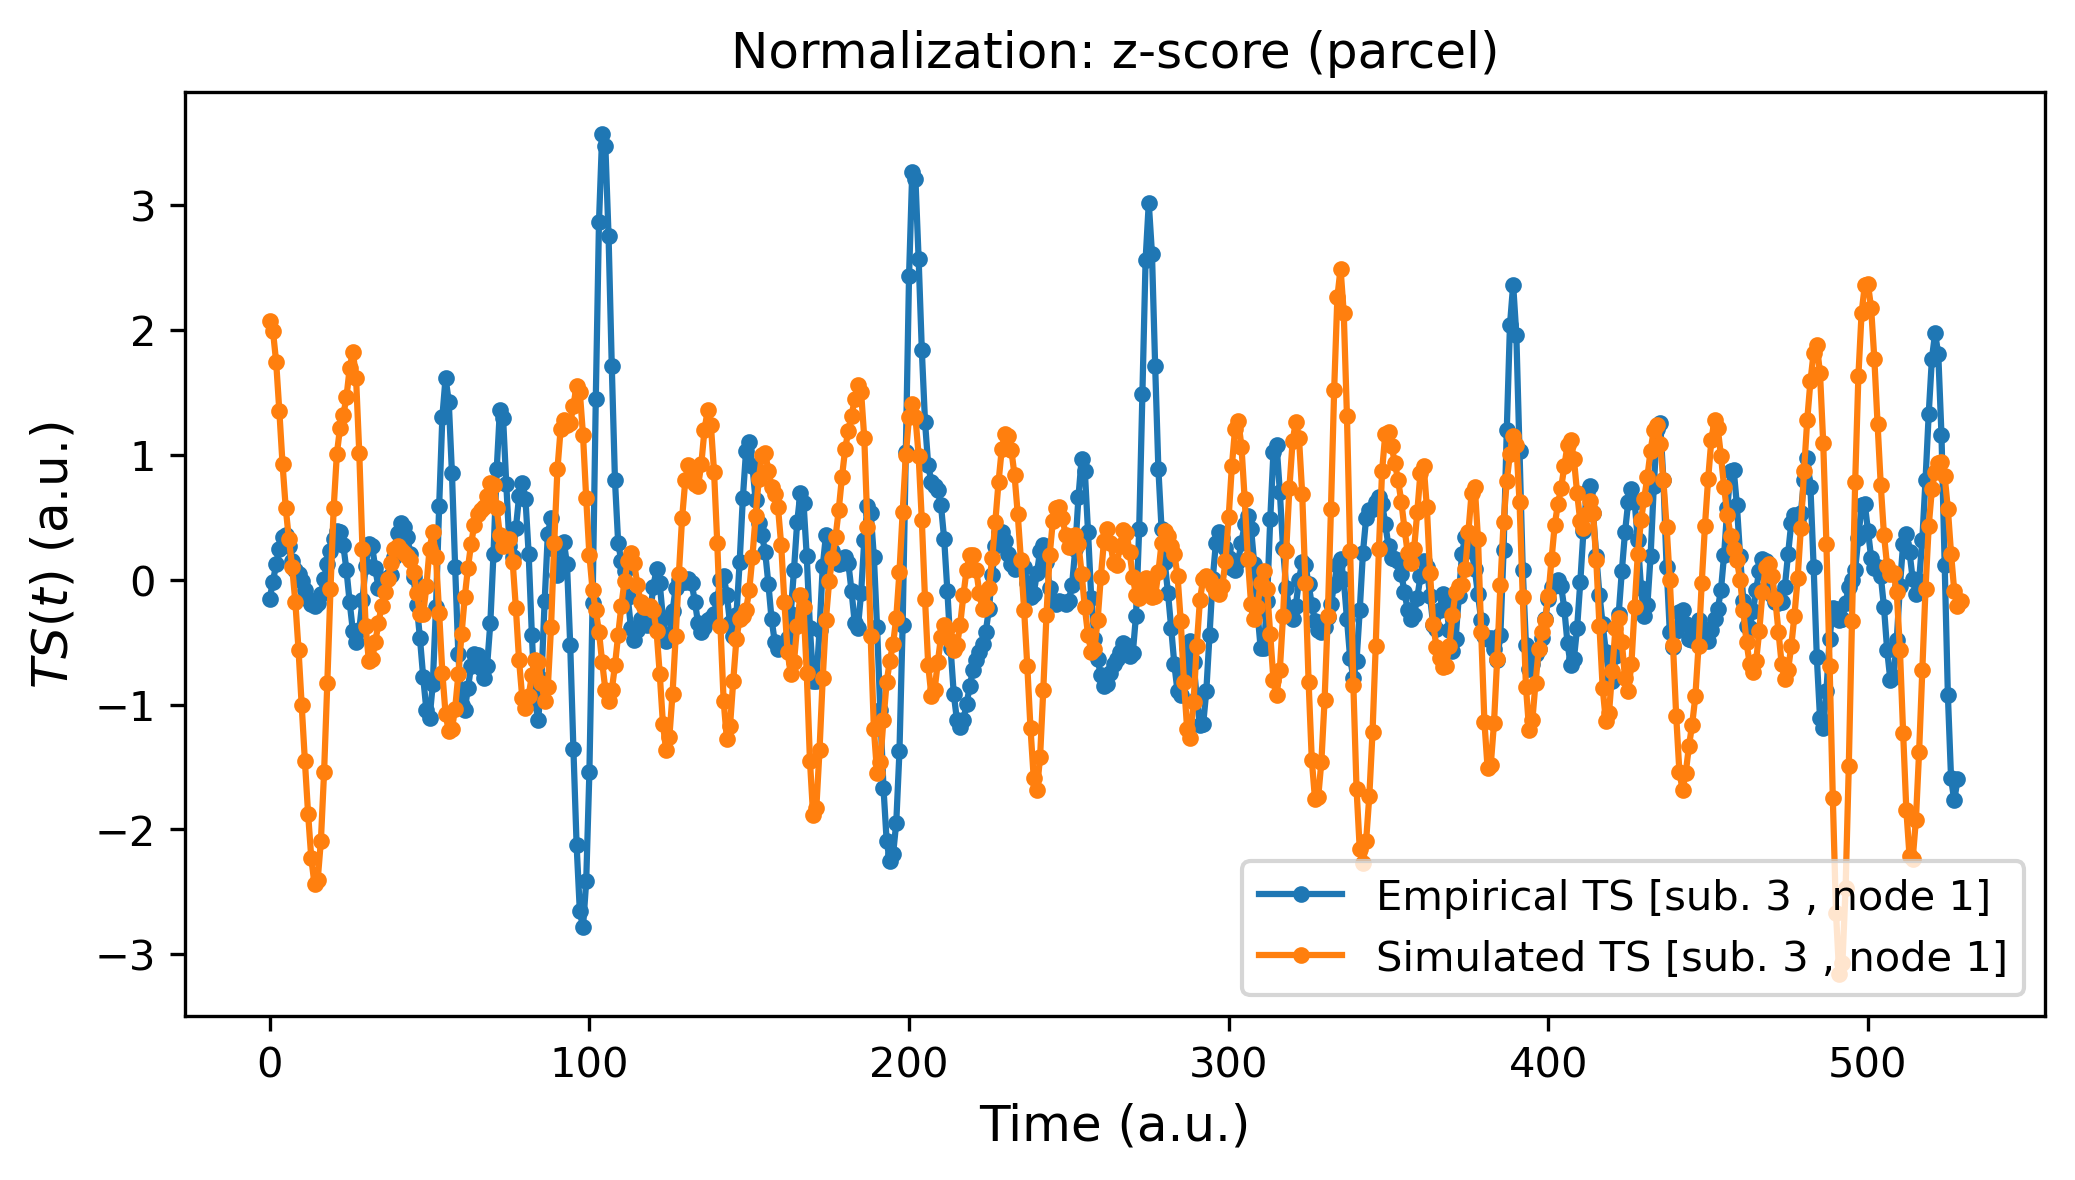 Normalization: z-score (parcel)
TS(t) (a.u.)
3
2
1
0
−1
−2
−3
Empirical TS [sub. 3 , node 1]
Simulated TS [sub. 3 , node 1]
0 100 200 300 400 500
Time (a.u.)